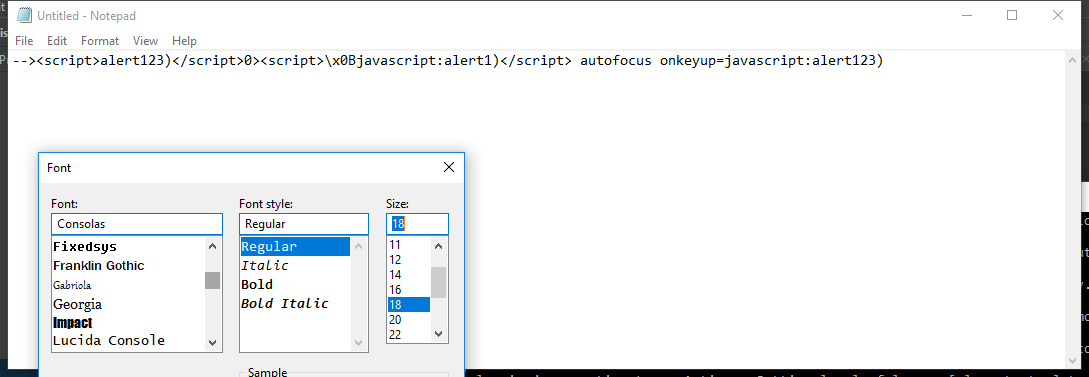 Untitled - Notepad
File Edit Format View Help
--><script>alert123)</script>0><script>\x0Bjavascript:alert1)</script> autofocus onkeyup=javascript:alert123)
Font
Font: Font style: Size:
Consolas Regular 18
Fixedsys Regular 11
Franklin Gothic Italic 12
Gabriola Bold 14
Georgia Bold Italic 16
Impact 18
Lucida Console 20
22
Sample